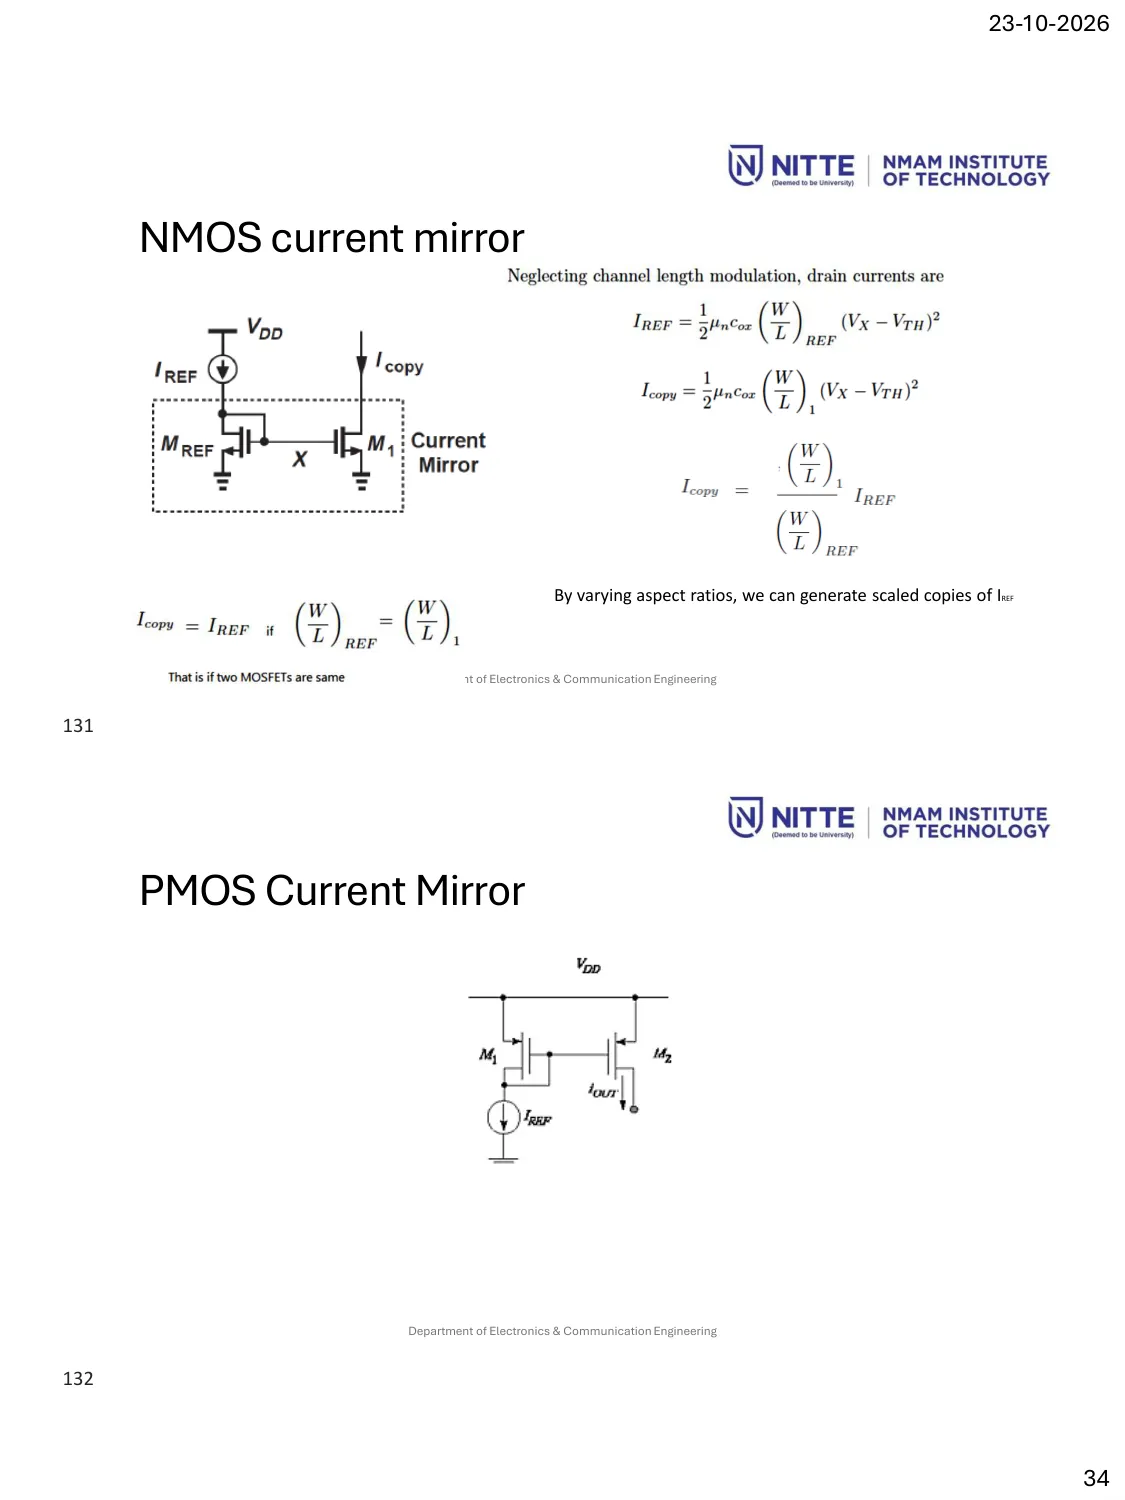 23-10-2026
NITTE
(Deemed to be University)
NMAM INSTITUTE
OF TECHNOLOGY
NMOS current mirror
Neglecting channel length modulation, drain currents are
I_REF = 1/2 μ_n c_ox (W/L)_REF (V_X − V_TH)²
I_copy = 1/2 μ_n c_ox (W/L)_1 (V_X − V_TH)²
I_copy = (W/L)_1 / (W/L)_REF I_REF
V_DD
I_REF
I_copy
M_REF
X
M_1
Current
Mirror
By varying aspect ratios, we can generate scaled copies of I_REF
I_copy = I_REF if (W/L)_REF = (W/L)_1
That is if two MOSFETs are same
nt of Electronics & Communication Engineering
131
NITTE
(Deemed to be University)
NMAM INSTITUTE
OF TECHNOLOGY
PMOS Current Mirror
V_DD
M_1
M_2
i_OUT
I_REF
Department of Electronics & Communication Engineering
132
34